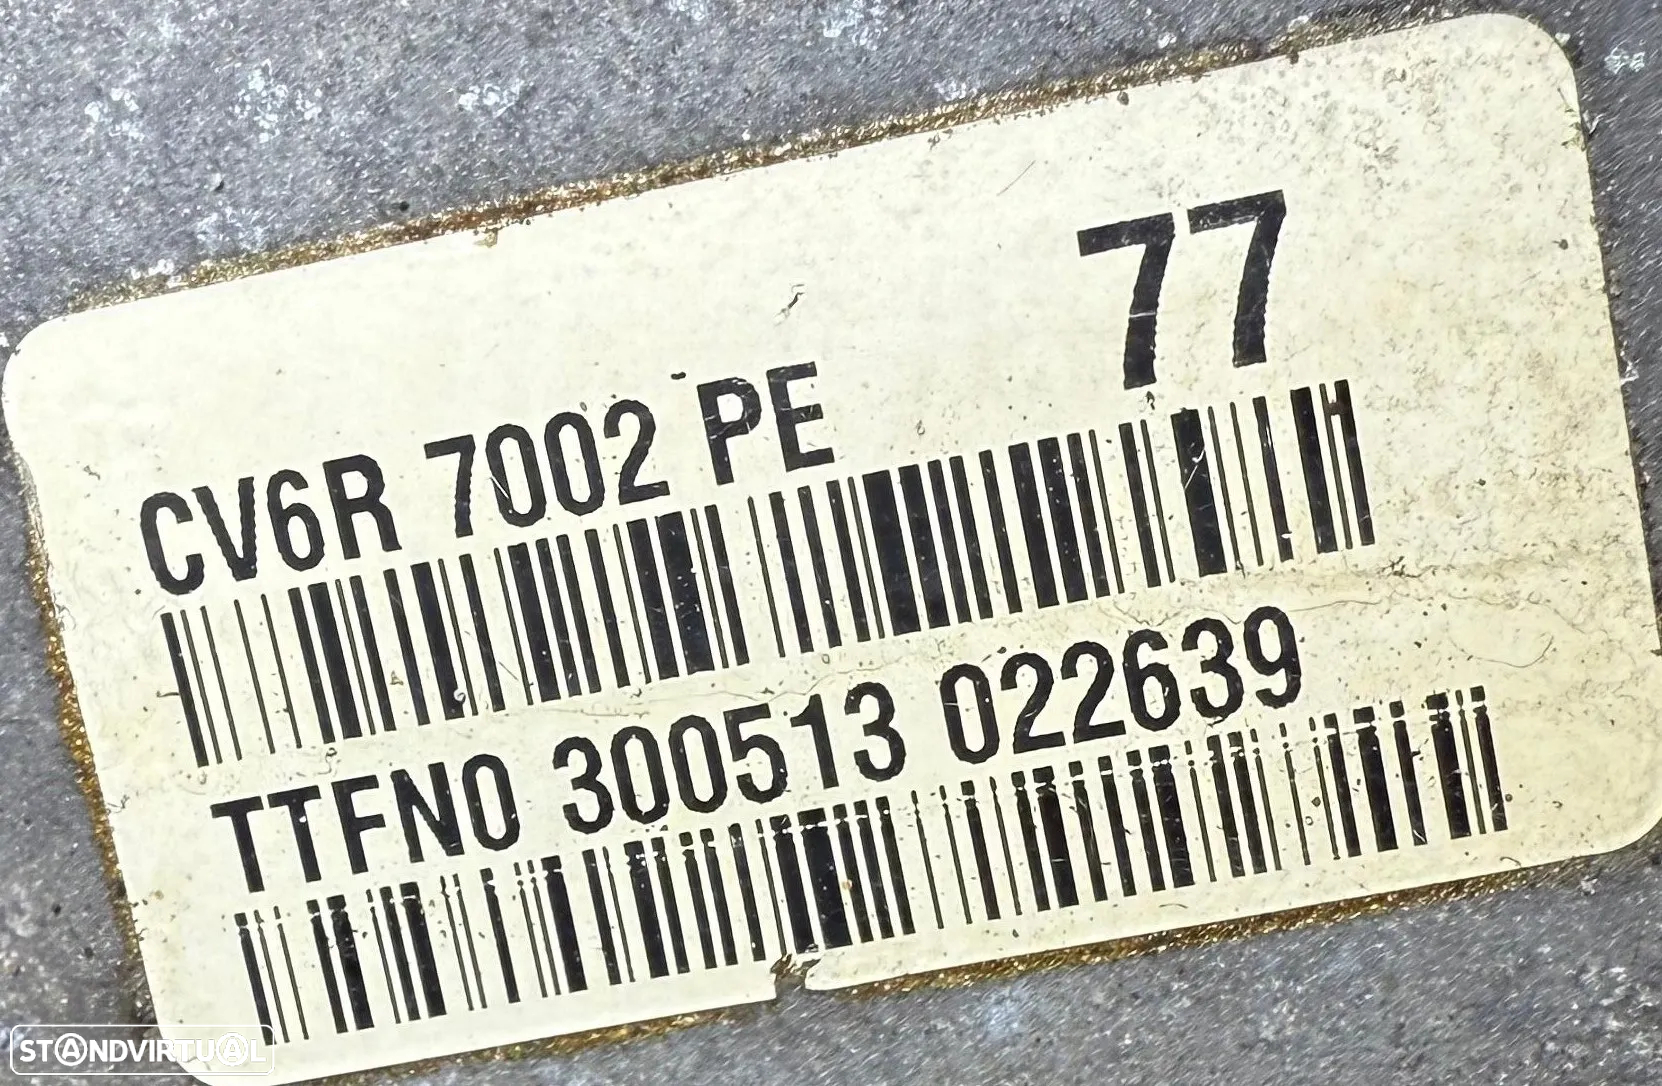 77
CV6R 7002 PE
TTFN0 300513 022639
STANDVIRTUAL